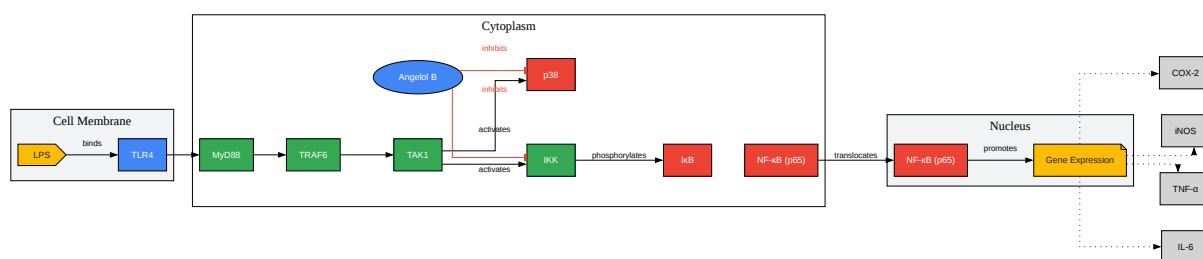 Cytoplasm
inhibits
Angelol B
p38
inhibits
COX-2
Cell Membrane
Nucleus
activates
iNOS
binds
promotes
LPS
TLR4
MyD88
TRAF6
TAK1
IKK
phosphorylates
IκB
NF-κB (p65)
translocates
NF-κB (p65)
Gene Expression
activates
TNF-α
IL-6